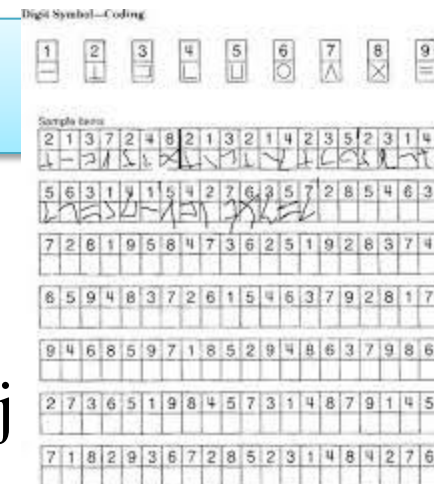 Digit Symbol—Coding
1 2 3 4 5 6 7 8 9
Sample items
2 1 3 7 2 4 8 2 1 3 2 1 4 2 3 5 2 3 1 4
5 6 3 1 4 1 5 4 2 7 6 3 5 7 2 8 5 4 6 3
7 2 8 1 9 5 8 4 7 3 6 2 5 1 9 2 8 3 7 4
6 5 9 4 8 3 7 2 6 1 5 4 6 3 7 9 2 8 1 7
9 4 6 8 5 9 7 1 8 5 2 9 4 8 6 3 7 9 8 6
j
2 7 3 6 5 1 9 8 4 5 7 3 1 4 8 7 9 1 4 5
7 1 8 2 9 3 6 7 2 8 5 2 3 1 4 8 4 2 7 6